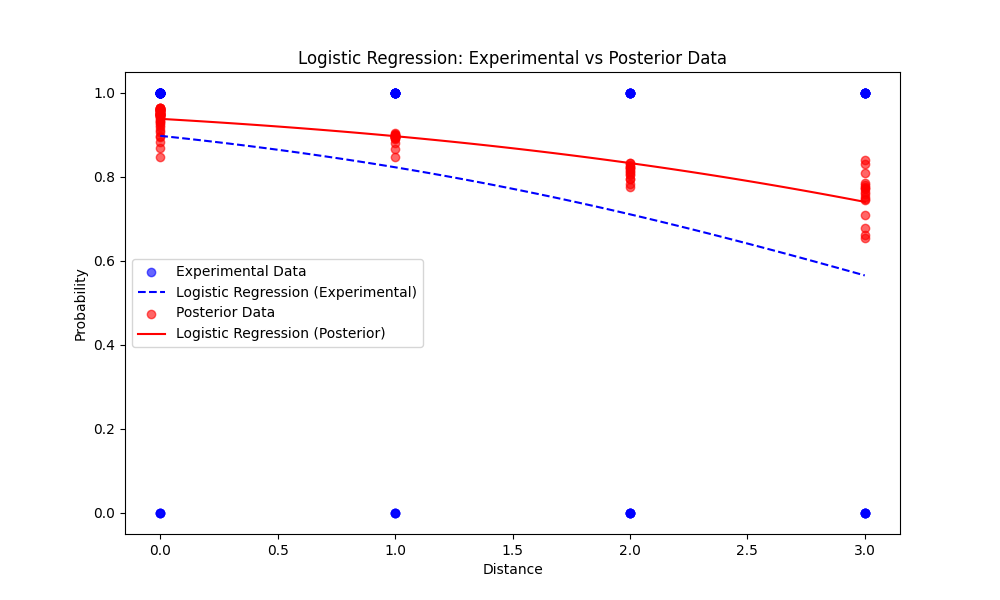 Logistic Regression: Experimental vs Posterior Data
1.0
0.8
0.6
0.4
0.2
0.0
Probability
Experimental Data
Logistic Regression (Experimental)
Posterior Data
Logistic Regression (Posterior)
0.0 0.5 1.0 1.5 2.0 2.5 3.0
Distance